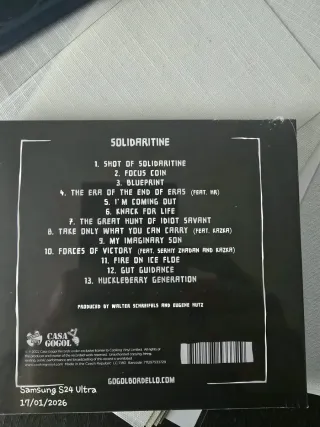 SOLIDARITINE
1. SHOT OF SOLIDARITINE
2. FOCUS COIN
3. BLUEPRINT
4. THE ERA OF THE END OF ERAS (FEAT. HR)
5. I'M COMING OUT
6. KNACK FOR LIFE
7. THE GREAT HUNT OF IDIOT SAVANT
8. TAKE ONLY WHAT YOU CAN CARRY (FEAT. KAZKA)
9. MY IMAGINARY SON
10. FORCES OF VICTORY (FEAT. SERHIY ZHADAN AND KAZKA)
11. FIRE ON ICE FLOE
12. GUT GUIDANCE
13. HUCKLEBERRY GENERATION
PRODUCED BY WALTER SCHREIFELS AND EUGENE HUTZ
CASA
GOGOL
GOGOLBORDELLO.COM
Samsung S24 Ultra
17/01/2026